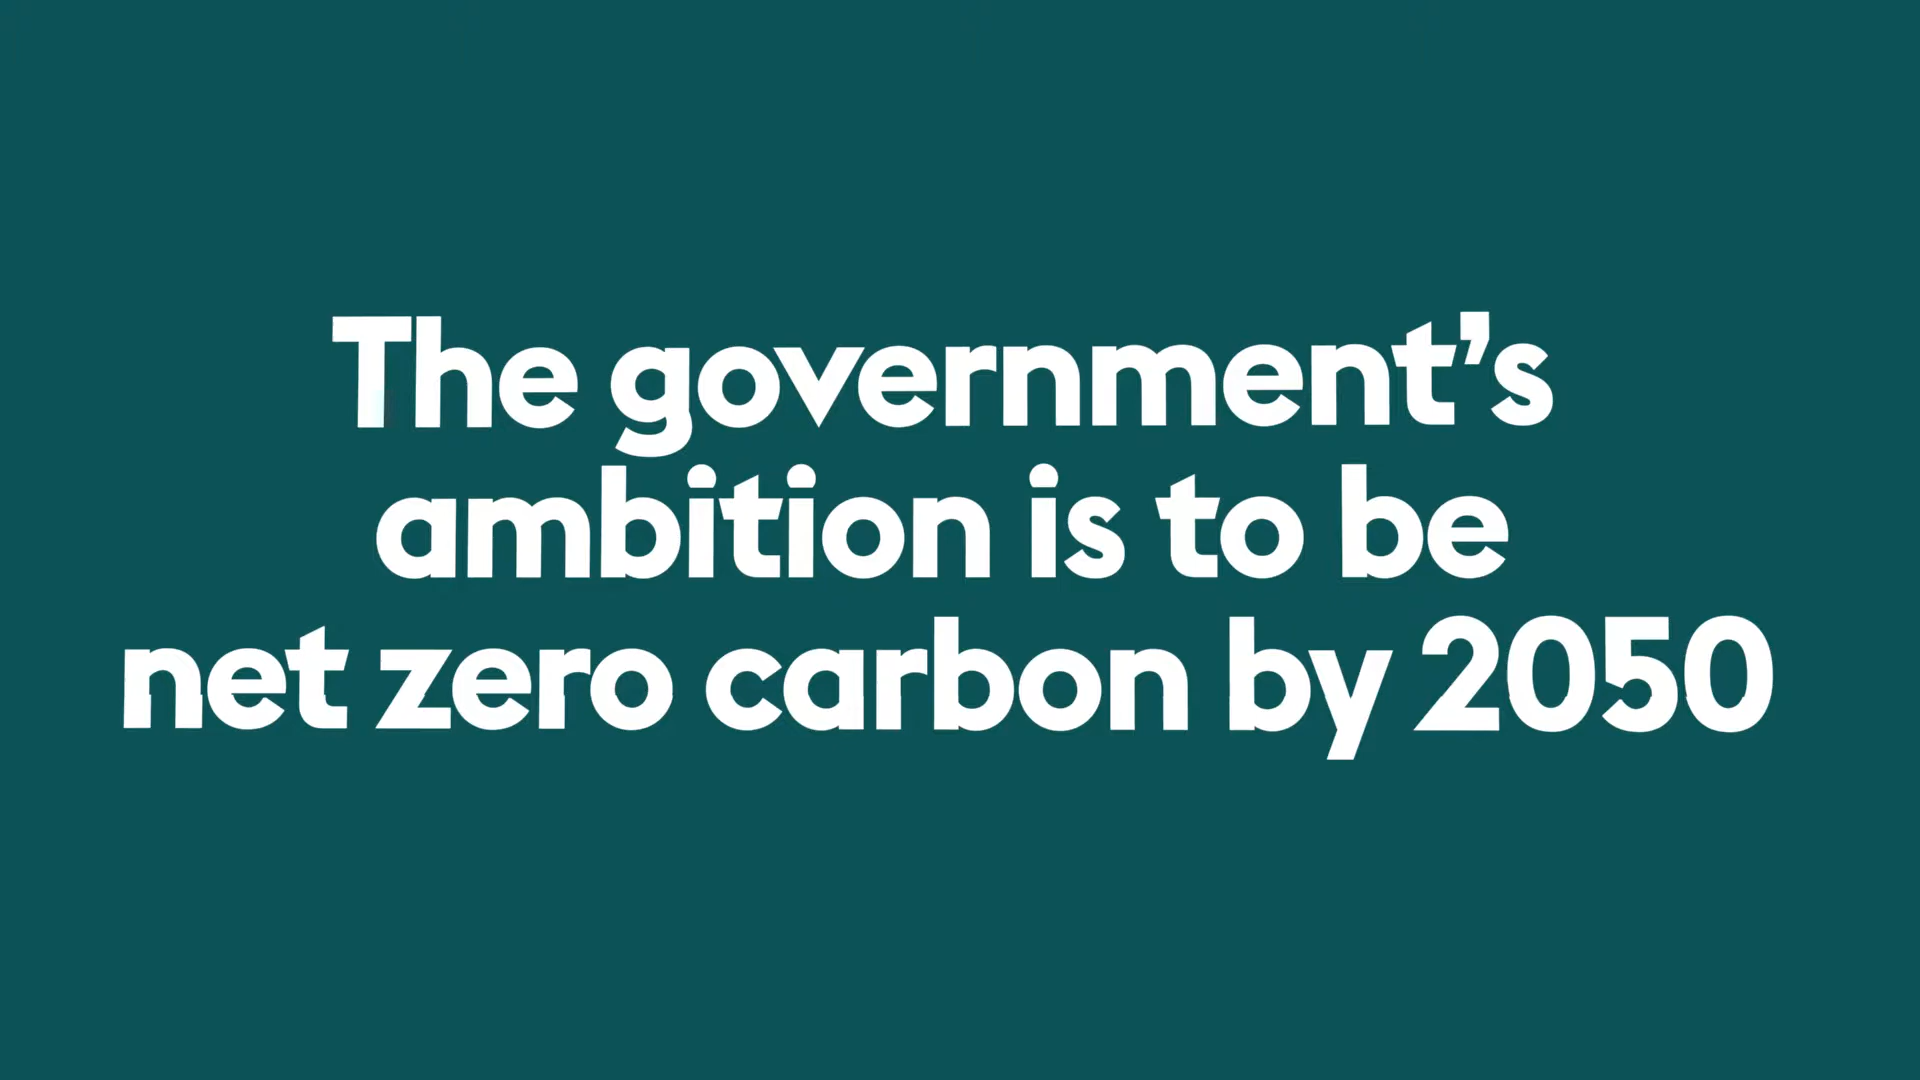 The government’s
ambition is to be
net zero carbon by 2050